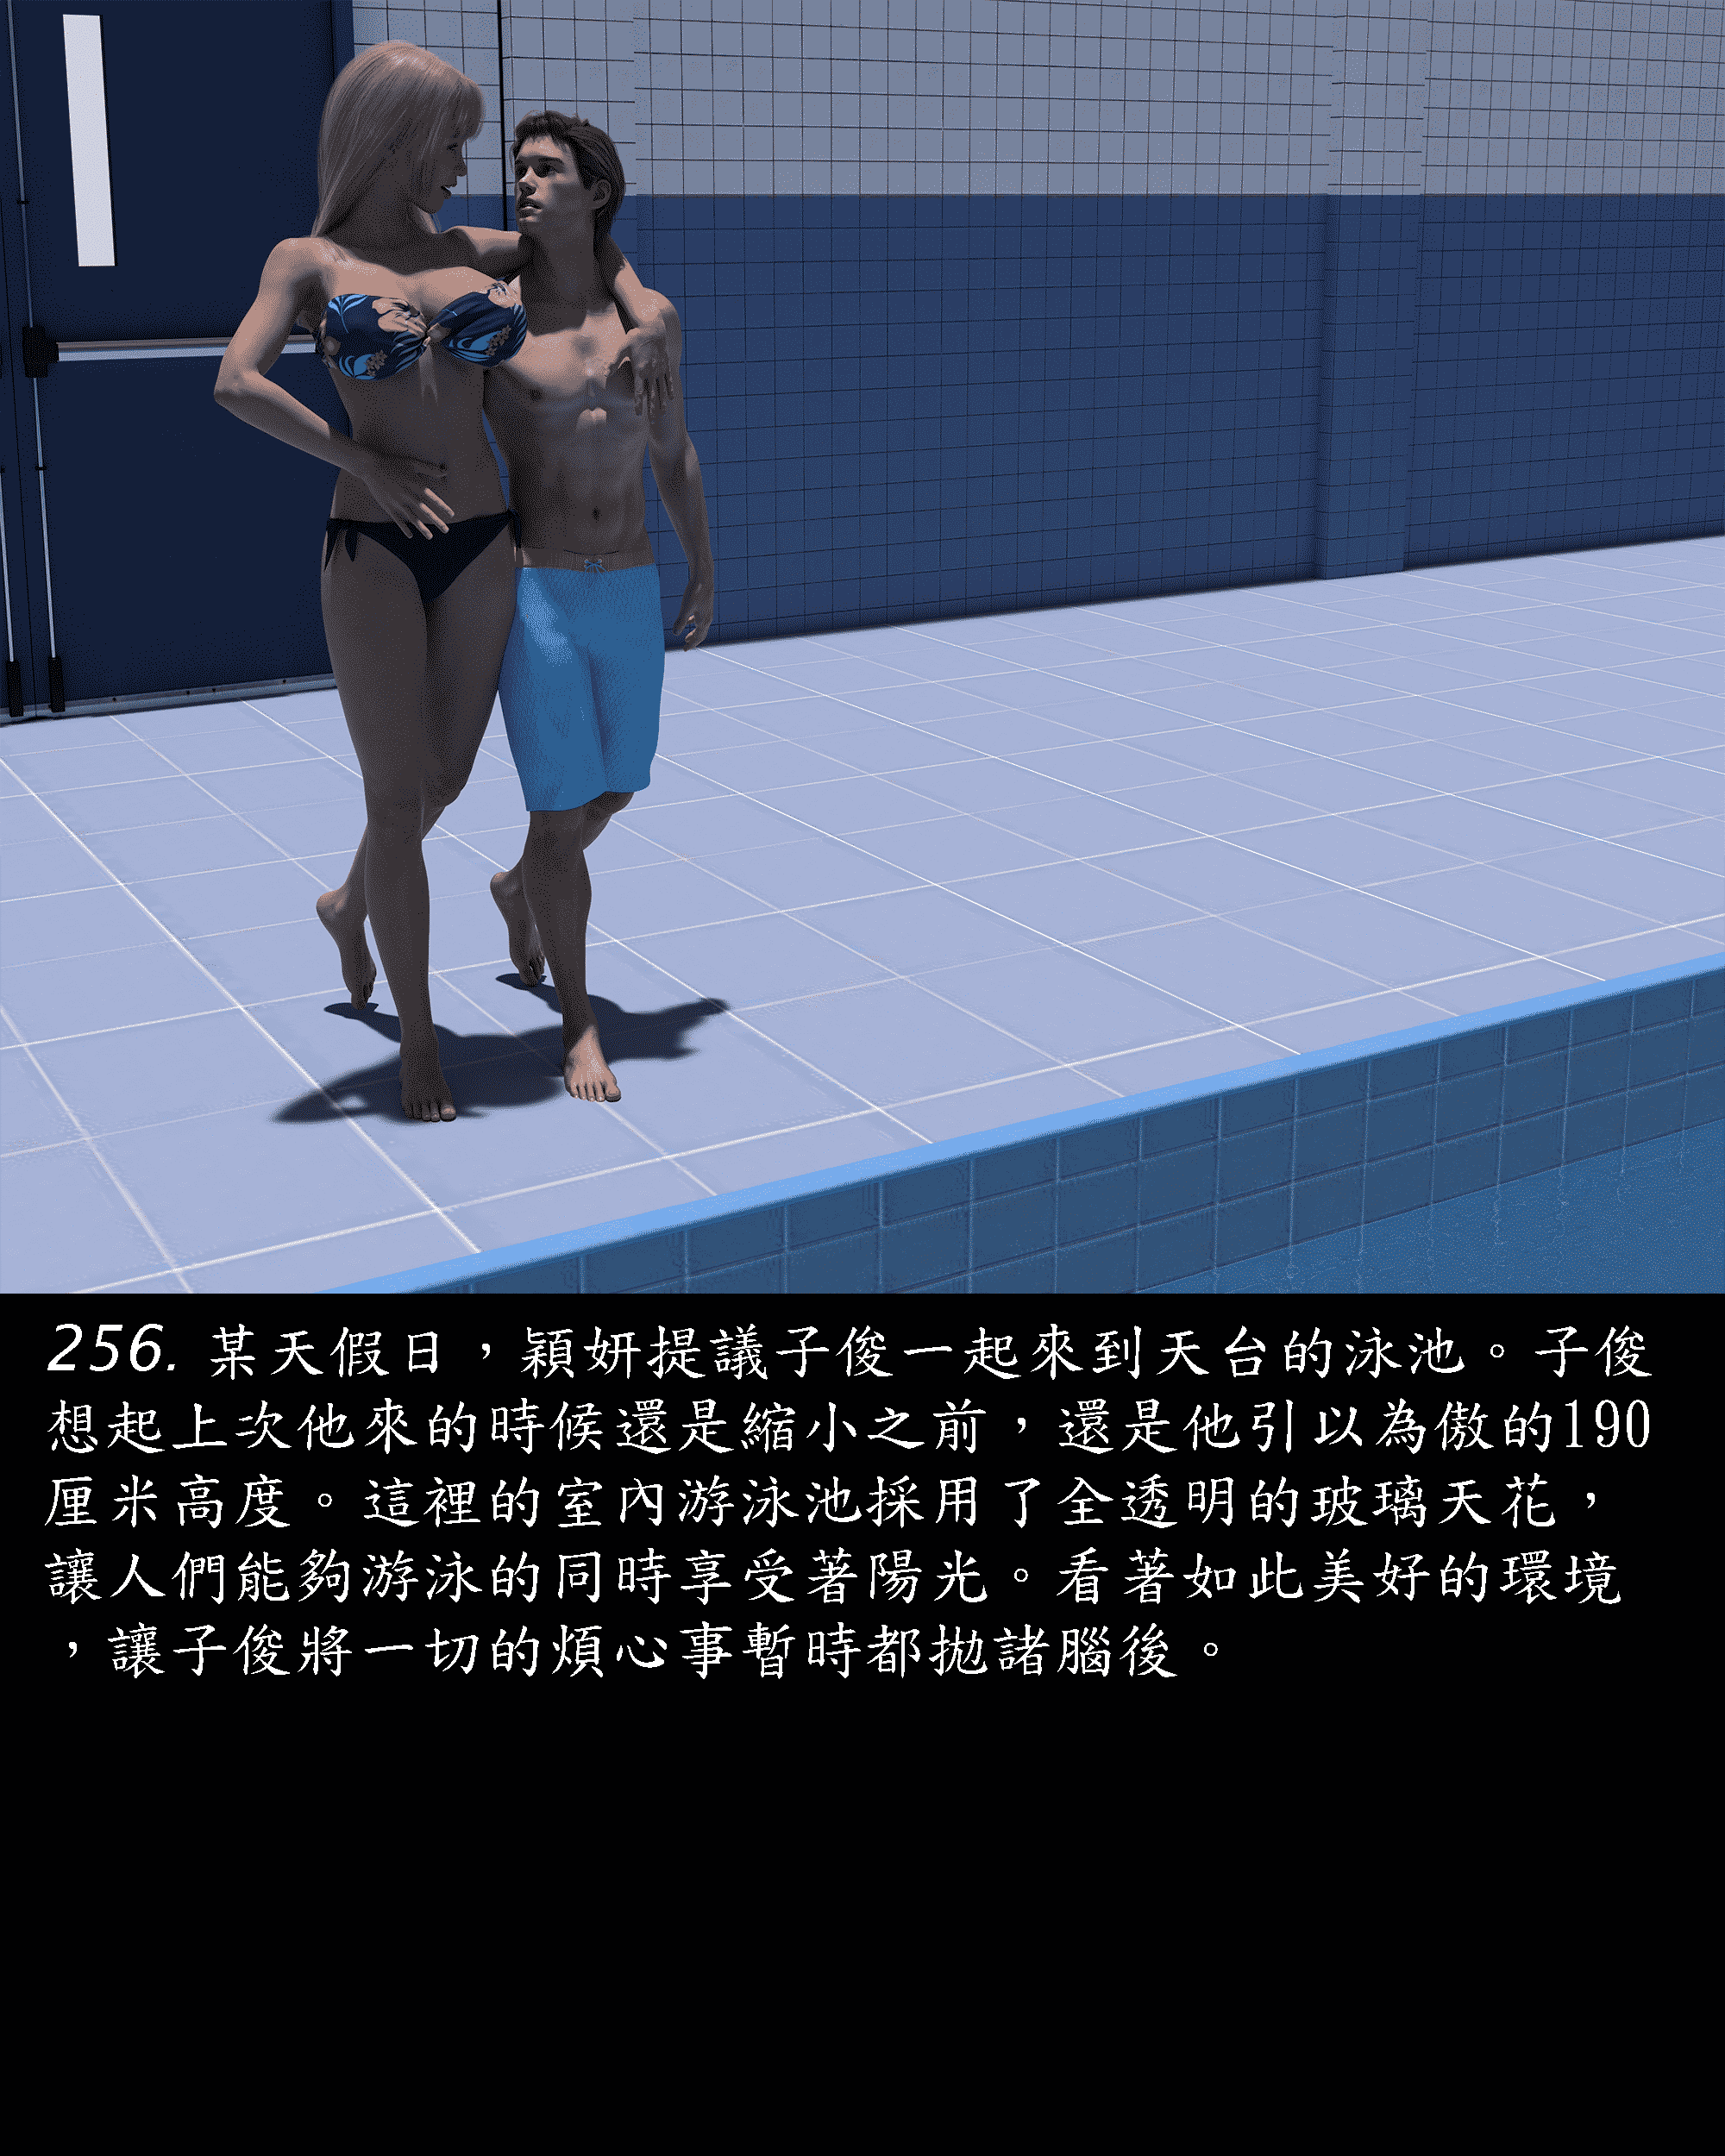 256. 某天假日，穎妍提議子俊一起來到天台的泳池。子俊
想起上次他來的時候還是縮小之前，還是他引以為傲的190
厘米高度。這裡的室內游泳池採用了全透明的玻璃天花，
讓人們能夠游泳的同時享受著陽光。看著如此美好的環境
，讓子俊將一切的煩心事暫時都拋諸腦後。